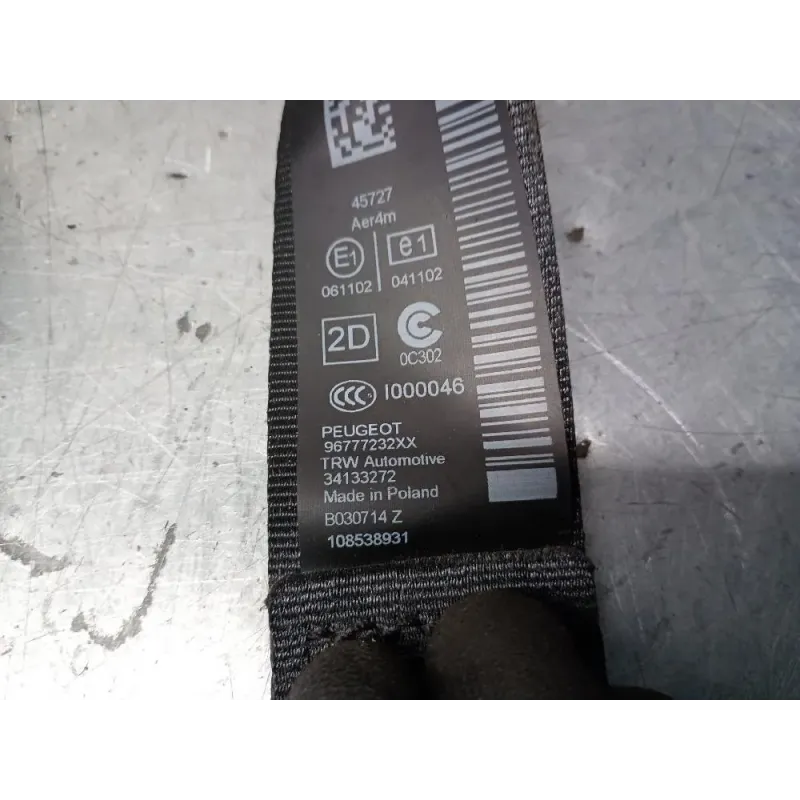 45727
Aer4m
E1 e1
061102 041102
2D C
0C302
CCC S I000046
PEUGEOT
96777232XX
TRW Automotive
34133272
Made in Poland
B030714 Z
108538931